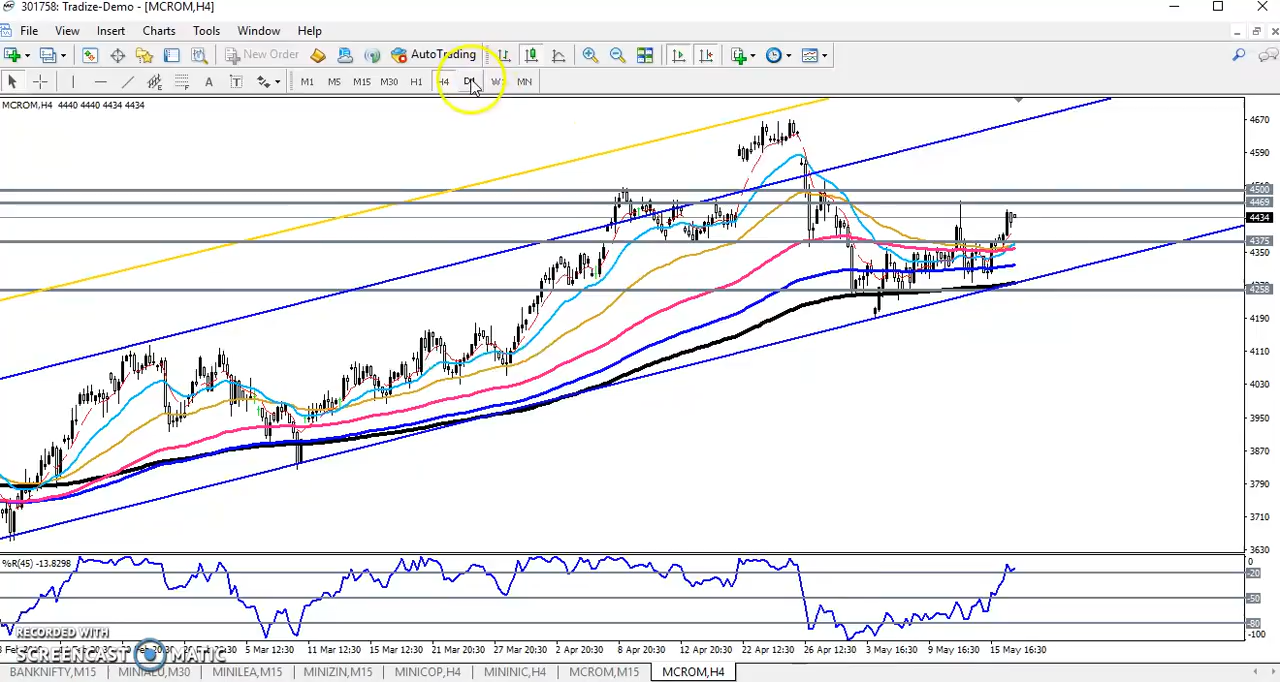 301758: Tradize-Demo - [MCROM,H4]
File View Insert Charts Tools Window Help
New Order AutoTrading
A T M1 M5 M15 M30 H1 H4 D1 MN
MCROM,H4 4440 4440 4434 4434
4670
4590
4500
4469
4434
4375
4350
4258
4190
4110
4030
3950
3870
3790
3710
3630
%R(45) -13.8298
0
-20
-50
-80
-100
5 Mar 12:30 11 Mar 12:30 15 Mar 12:30 21 Mar 20:30 27 Mar 20:30 2 Apr 20:30 8 Apr 20:30 12 Apr 20:30 22 Apr 12:30 26 Apr 12:30 3 May 16:30 9 May 16:30 15 May 16:30
RECORDED WITH
SCREENCAST MATIC
BANKNIFTY,M15 MINIALU,M30 MINILEA,M15 MINIZIN,M15 MINICOP,H4 MININIC,H4 MCROM,M15 MCROM,H4